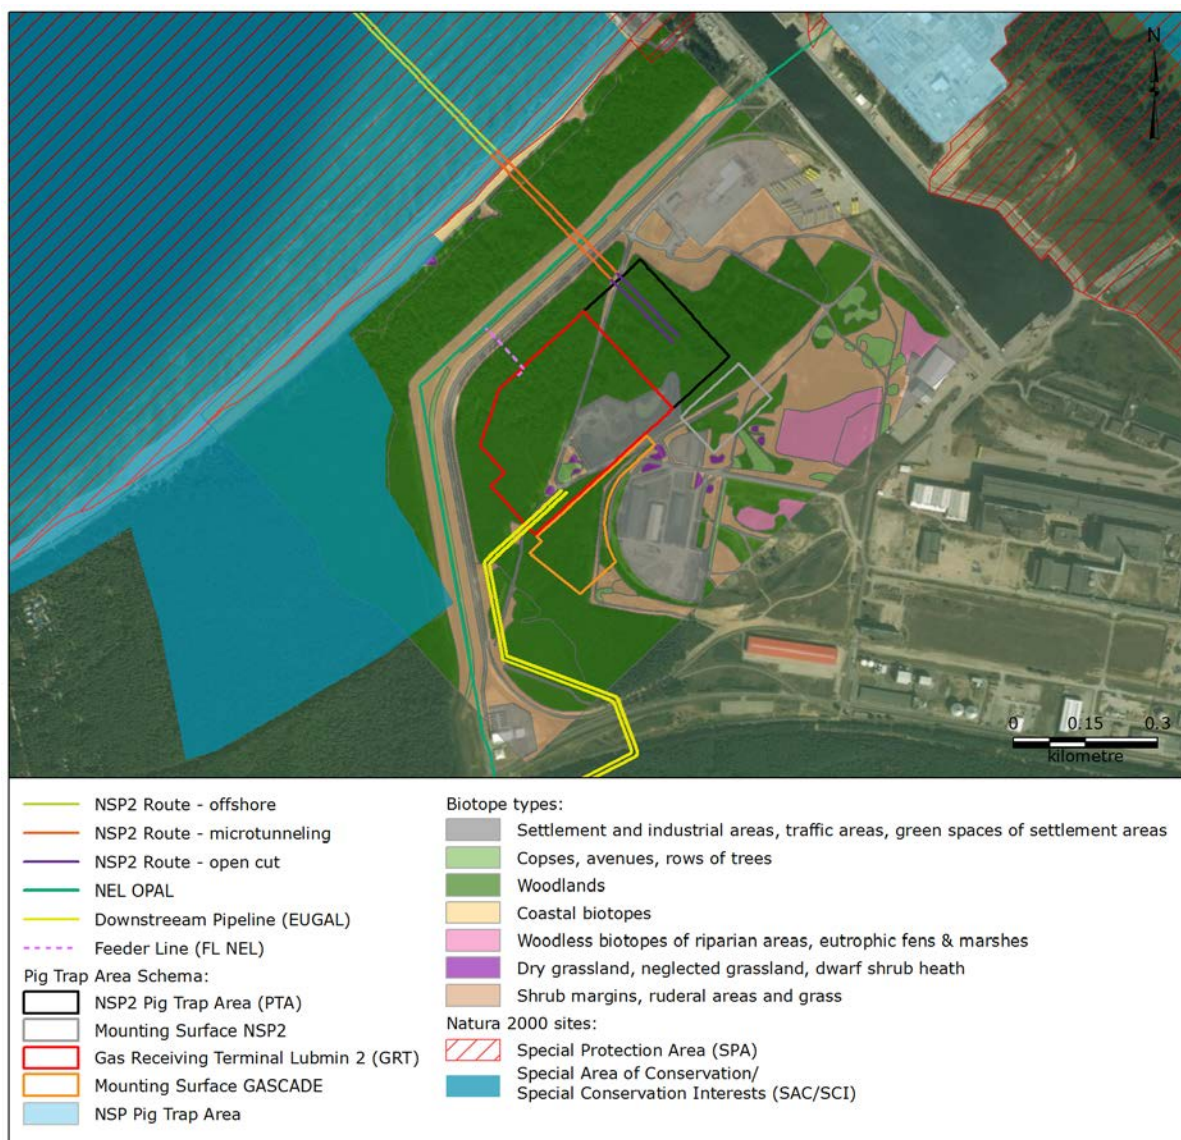 N
0 0.15 0.3
kilometre
NSP2 Route - offshore
NSP2 Route - microtunneling
NSP2 Route - open cut
NEL OPAL
Downstreeam Pipeline (EUGAL)
Feeder Line (FL NEL)
Pig Trap Area Schema:
NSP2 Pig Trap Area (PTA)
Mounting Surface NSP2
Gas Receiving Terminal Lubmin 2 (GRT)
Mounting Surface GASCADE
NSP Pig Trap Area
Biotope types:
Settlement and industrial areas, traffic areas, green spaces of settlement areas
Copses, avenues, rows of trees
Woodlands
Coastal biotopes
Woodless biotopes of riparian areas, eutrophic fens & marshes
Dry grassland, neglected grassland, dwarf shrub heath
Shrub margins, ruderal areas and grass
Natura 2000 sites:
Special Protection Area (SPA)
Special Area of Conservation/
Special Conservation Interests (SAC/SCI)